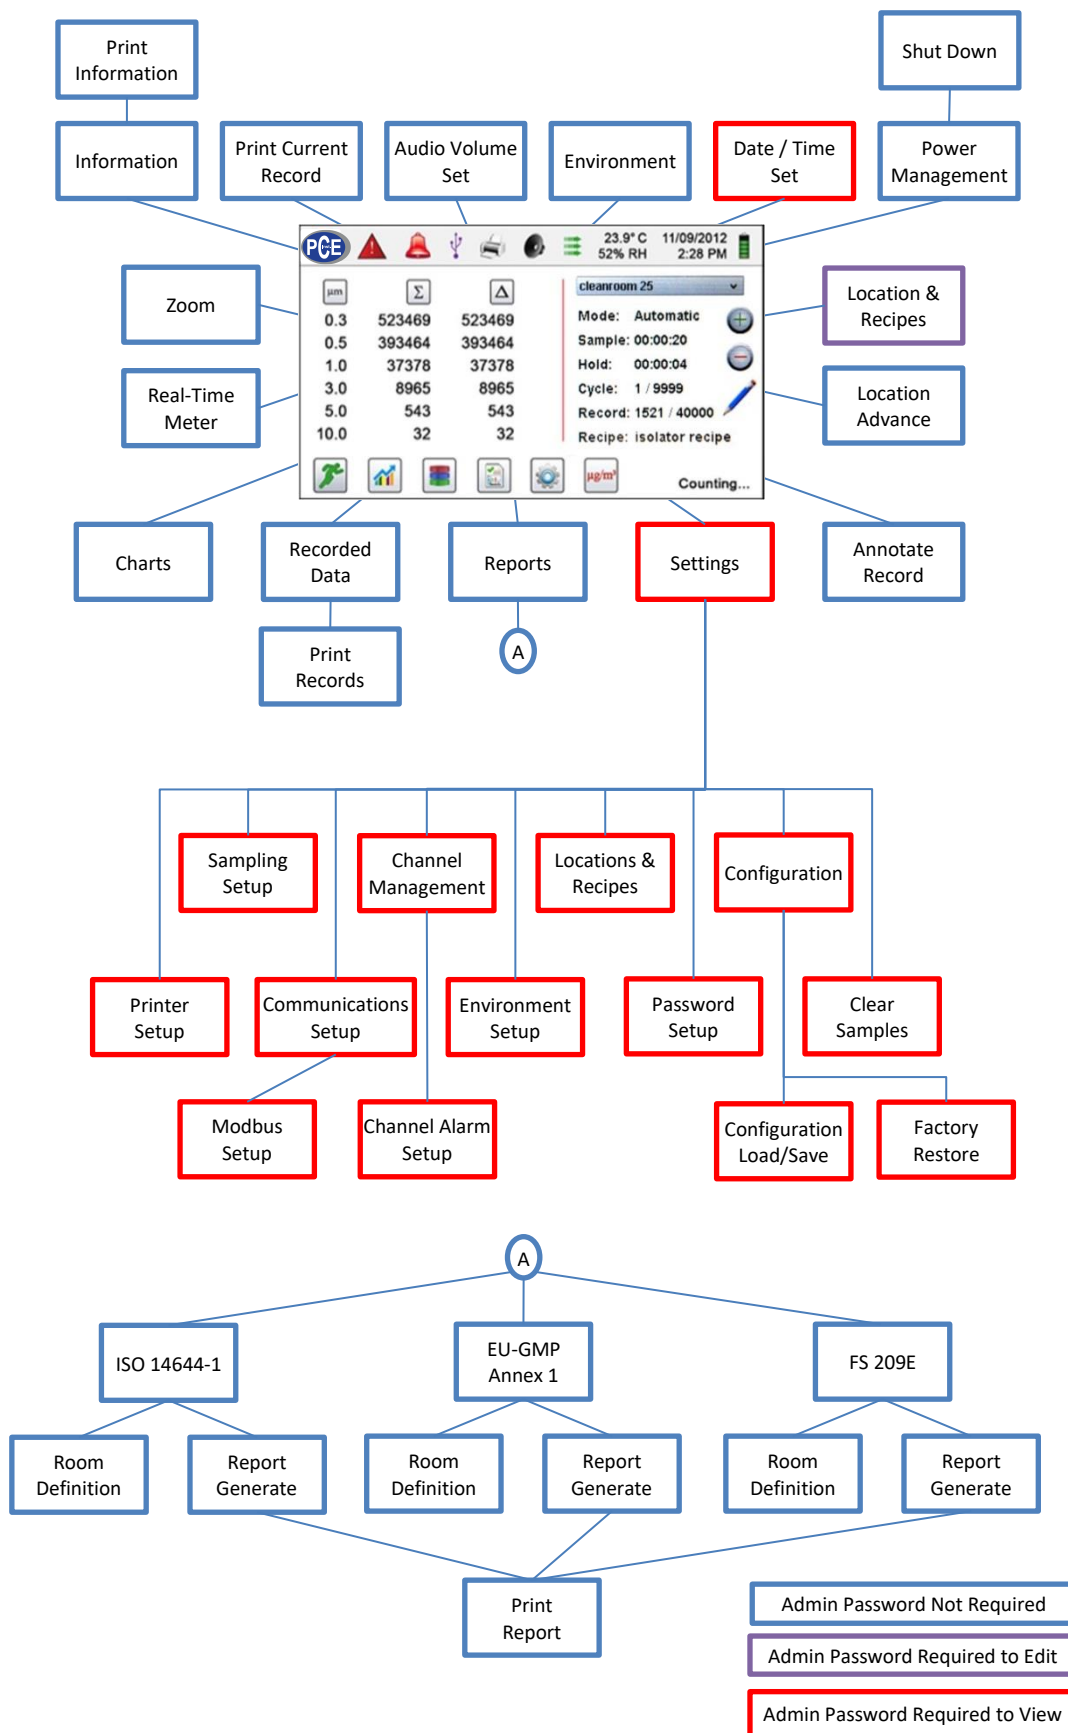 Print
Information
Shut Down
Information
Print Current
Record
Audio Volume
Set
Environment
Date / Time
Set
Power
Management
PCE
23.9° C
52% RH
11/09/2012
2:28 PM
Zoom
Real-Time
Meter
µm Σ Δ
0.3 523469 523469
0.5 393464 393464
1.0 37378 37378
3.0 8965 8965
5.0 543 543
10.0 32 32
cleanroom 25
Mode: Automatic
Sample: 00:00:20
Hold: 00:00:04
Cycle: 1 / 9999
Record: 1521 / 40000
Recipe: isolator recipe
µg/m³
Counting...
Location &
Recipes
Location
Advance
Charts
Recorded
Data
Reports
Settings
Annotate
Record
Print
Records
A
Sampling
Setup
Channel
Management
Locations &
Recipes
Configuration
Printer
Setup
Communications
Setup
Environment
Setup
Password
Setup
Clear
Samples
Modbus
Setup
Channel Alarm
Setup
Configuration
Load/Save
Factory
Restore
A
ISO 14644-1
EU-GMP
Annex 1
FS 209E
Room
Definition
Report
Generate
Room
Definition
Report
Generate
Room
Definition
Report
Generate
Print
Report
Admin Password Not Required
Admin Password Required to Edit
Admin Password Required to View